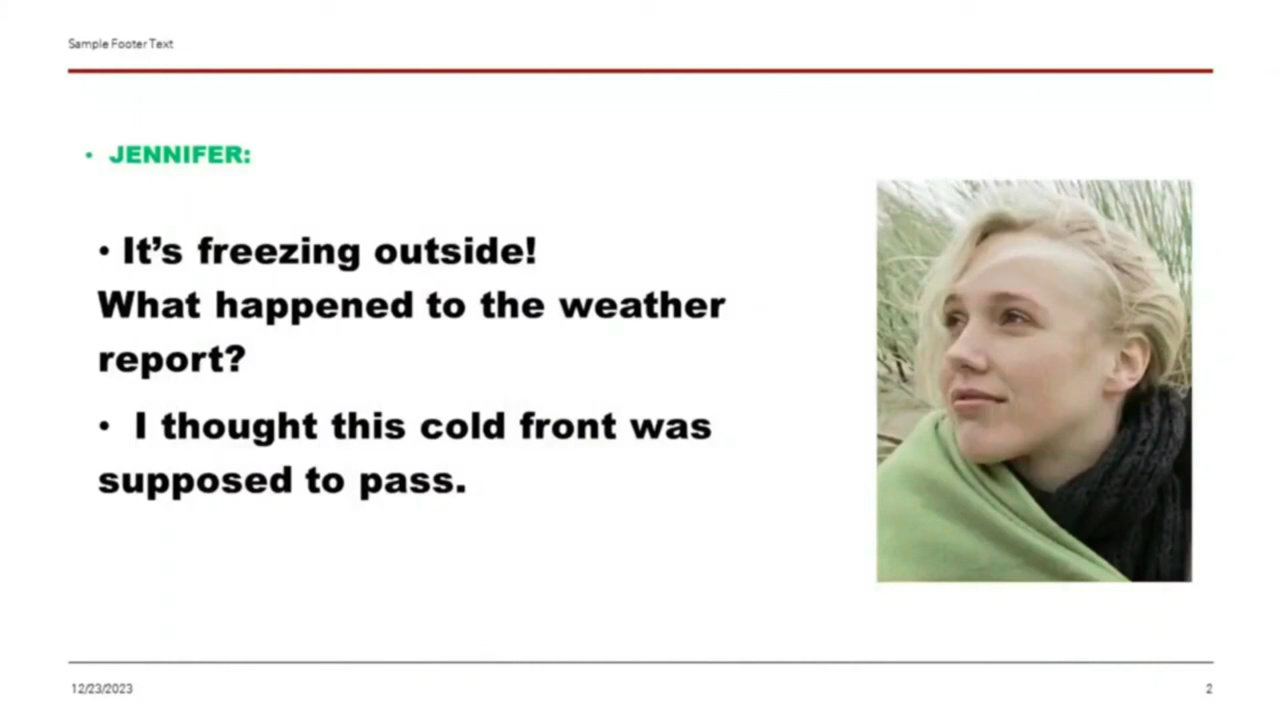 Sample Footer Text
• JENNIFER:
• It’s freezing outside!
What happened to the weather
report?
• I thought this cold front was
supposed to pass.
12/23/2023
2